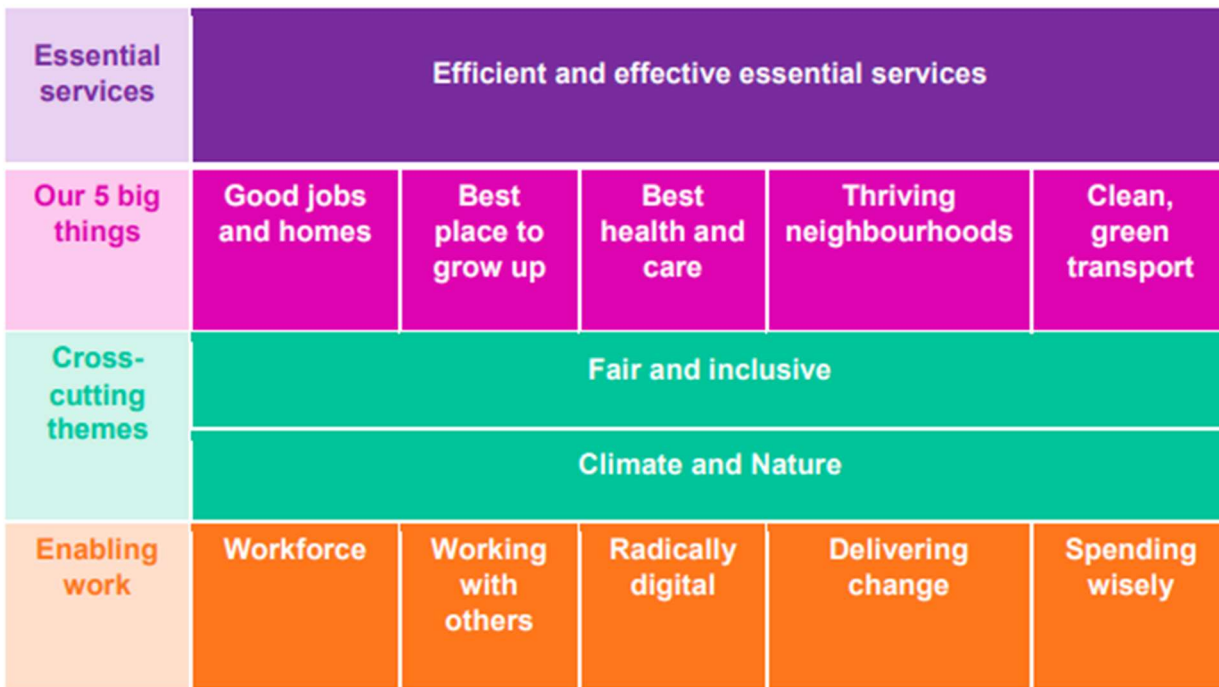 Essential
services
Efficient and effective essential services
Our 5 big
things
Good jobs
and homes
Best
place to
grow up
Best
health and
care
Thriving
neighbourhoods
Clean,
green
transport
Cross-
cutting
themes
Fair and inclusive
Climate and Nature
Enabling
work
Workforce
Working
with
others
Radically
digital
Delivering
change
Spending
wisely